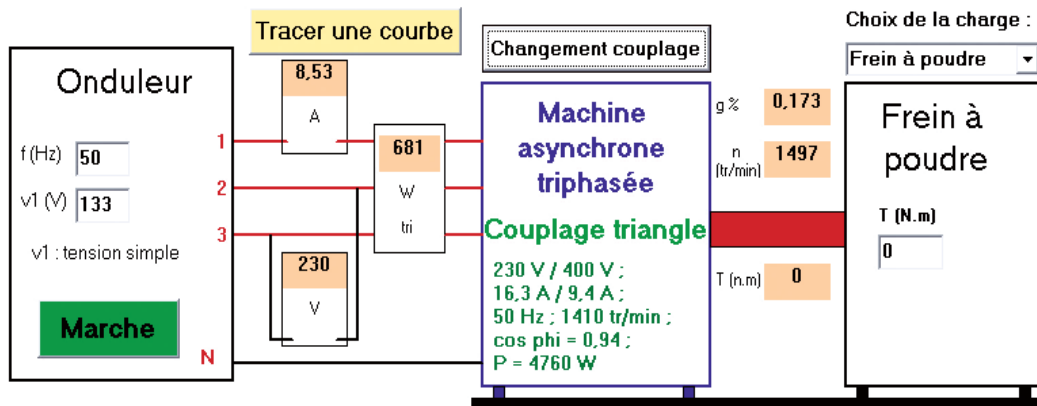 Tracer une courbe
Choix de la charge :
Changement couplage
Frein à poudre
Onduleur
f (Hz) 50
v1 (V) 133
v1 : tension simple
Marche
1
2
3
N
8,53
A
681
W
tri
230
V
Machine
asynchrone
triphasée
Couplage triangle
230 V / 400 V ;
16,3 A / 9,4 A ;
50 Hz ; 1410 tr/min ;
cos phi = 0,94 ;
P = 4760 W
g % 0,173
n
(tr/min) 1497
T (n.m) 0
Frein à
poudre
T (N.m)
0